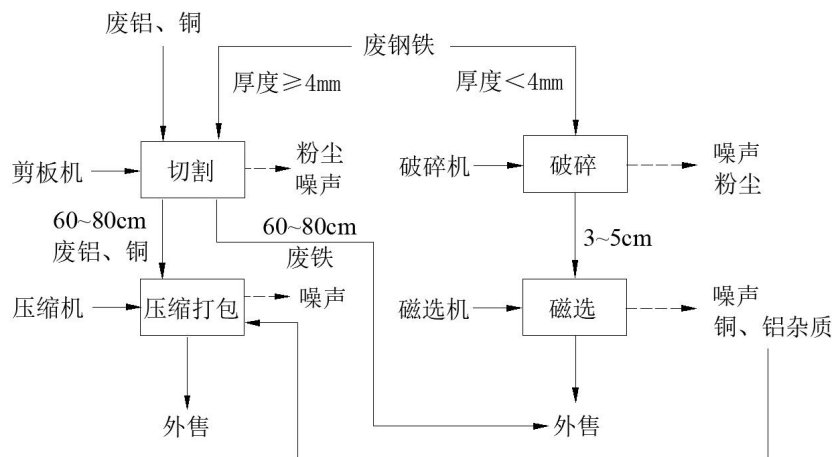 废铝、铜
废钢铁
厚度≥4mm
厚度＜4mm
剪板机
切割
粉尘
噪声
破碎机
破碎
噪声
粉尘
60~80cm
废铝、铜
60~80cm
废铁
3~5cm
压缩机
压缩打包
噪声
磁选机
磁选
噪声
铜、铝杂质
外售
外售